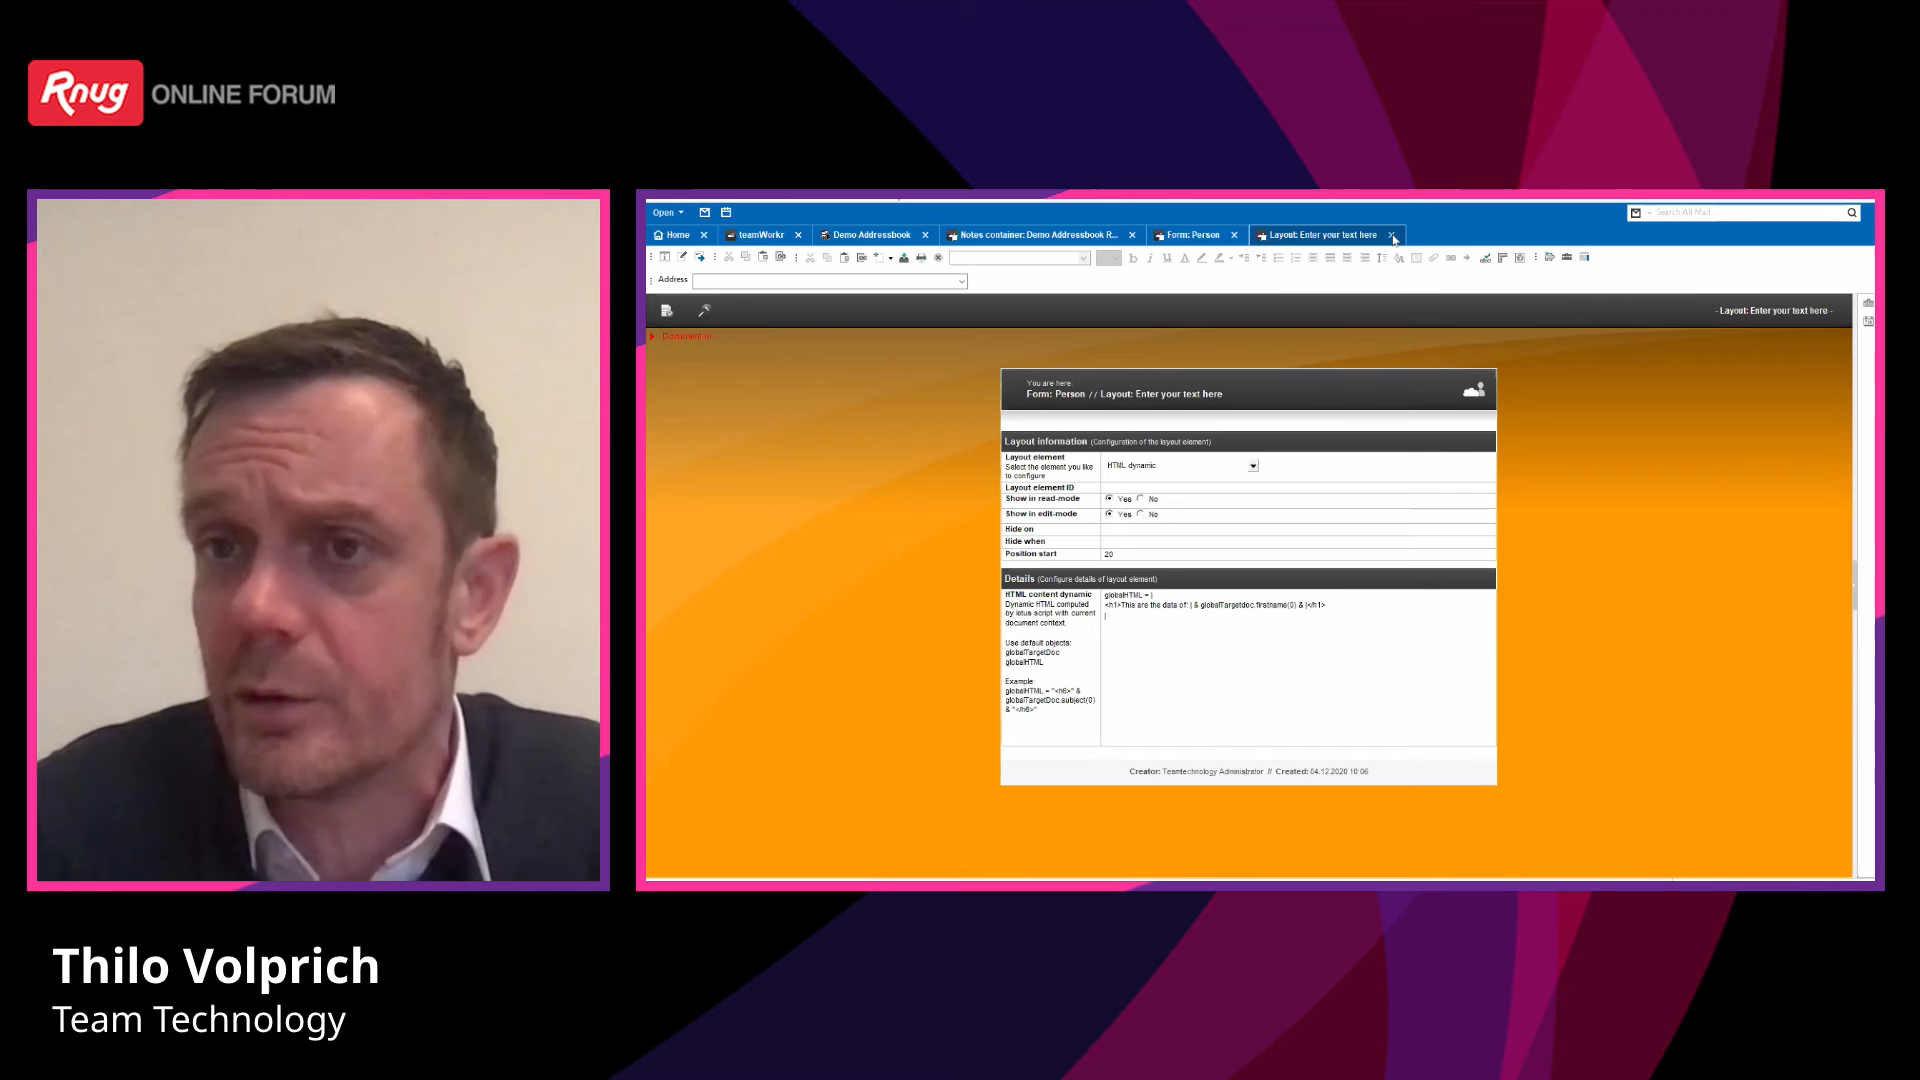 Rnug ONLINE FORUM
Open
Search All Mail
Home
teamWorkr
Demo Addressbook
Notes container: Demo Addressbook R...
Form: Person
Layout: Enter your text here
Address
- Layout: Enter your text here -
Document-In
You are here:
Form: Person // Layout: Enter your text here
Layout information (Configuration of the layout element)
Layout element
Select the element you like
to configure
HTML dynamic
Layout element ID
Show in read-mode
Yes No
Show in edit-mode
Yes No
Hide on
Hide when
Position start
20
Details (Configure details of layout element)
HTML content dynamic
Dynamic HTML computed
by lotus script with current
document context.
Use default objects:
globalTargetDoc
globalHTML
Example:
globalHTML = "<h6>" &
globalTargetDoc.subject(0)
& "</h6>"
globalHTML = |
<h1>This are the data of: | & globalTargetdoc.firstname(0) & |</h1>
|
Creator: Teamtechnology Administrator // Created: 04.12.2020 10:06
Thilo Volprich
Team Technology